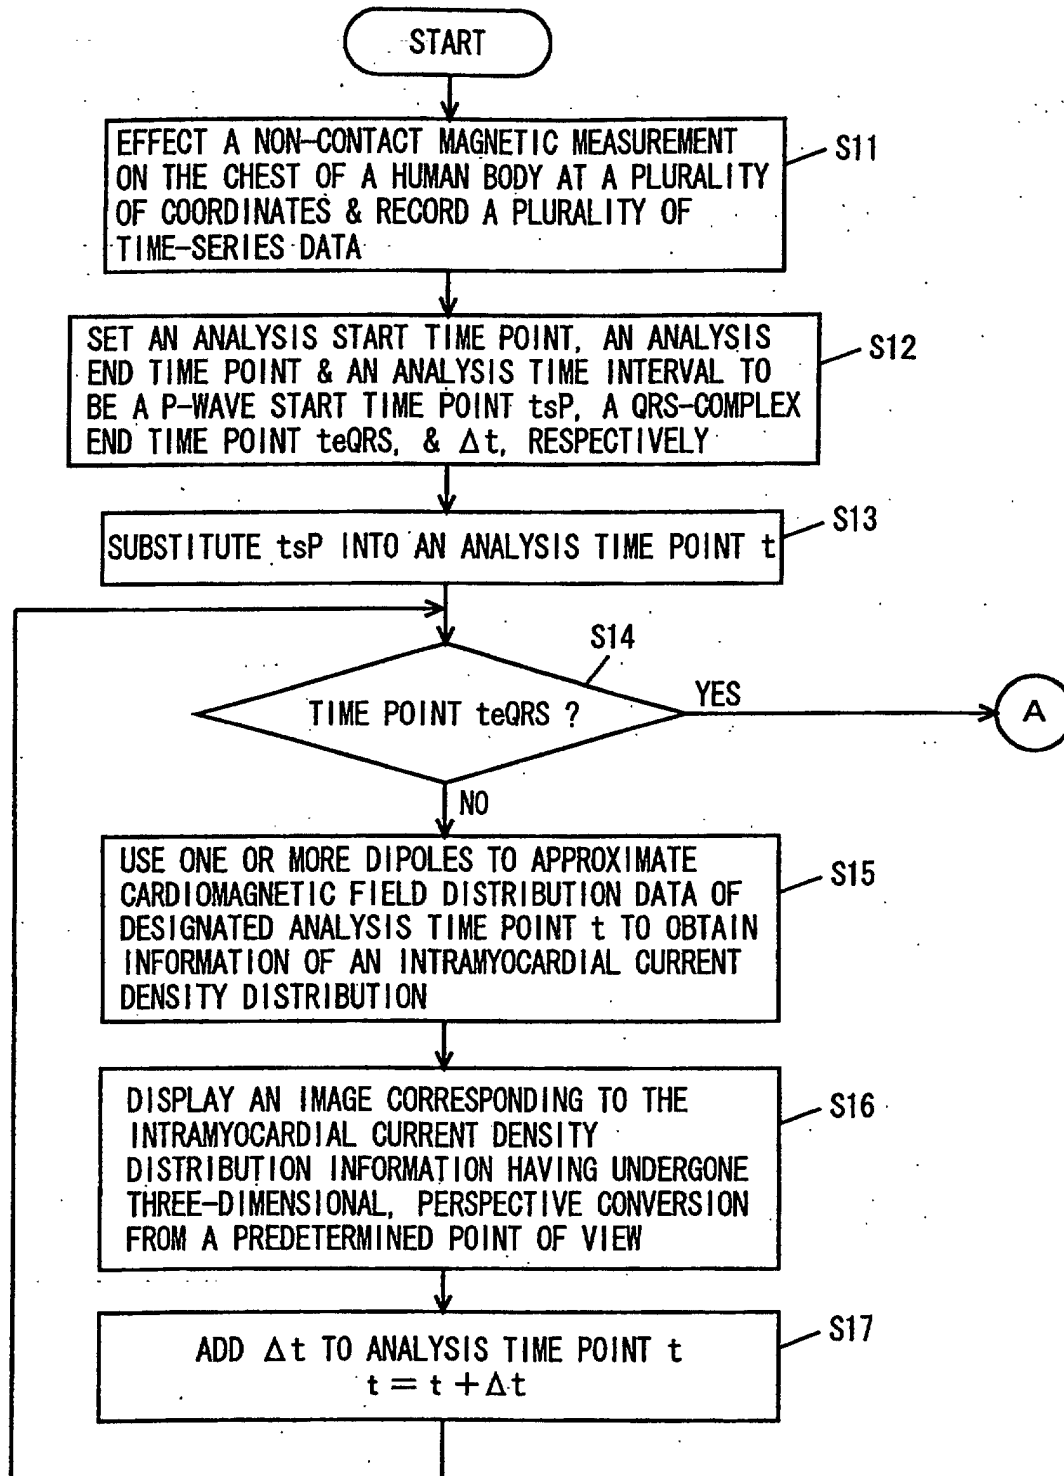 START
EFFECT A NON-CONTACT MAGNETIC MEASUREMENT
ON THE CHEST OF A HUMAN BODY AT A PLURALITY
OF COORDINATES & RECORD A PLURALITY OF
TIME-SERIES DATA
S11
SET AN ANALYSIS START TIME POINT, AN ANALYSIS
END TIME POINT & AN ANALYSIS TIME INTERVAL TO
BE A P-WAVE START TIME POINT tsP, A QRS-COMPLEX
END TIME POINT teQRS, & Δt, RESPECTIVELY
S12
SUBSTITUTE tsP INTO AN ANALYSIS TIME POINT t
S13
S14
TIME POINT teQRS ?
YES
A
NO
USE ONE OR MORE DIPOLES TO APPROXIMATE
CARDIOMAGNETIC FIELD DISTRIBUTION DATA OF
DESIGNATED ANALYSIS TIME POINT t TO OBTAIN
INFORMATION OF AN INTRAMYOCARDIAL CURRENT
DENSITY DISTRIBUTION
S15
DISPLAY AN IMAGE CORRESPONDING TO THE
INTRAMYOCARDIAL CURRENT DENSITY
DISTRIBUTION INFORMATION HAVING UNDERGONE
THREE-DIMENSIONAL, PERSPECTIVE CONVERSION
FROM A PREDETERMINED POINT OF VIEW
S16
ADD Δt TO ANALYSIS TIME POINT t
t = t + Δt
S17